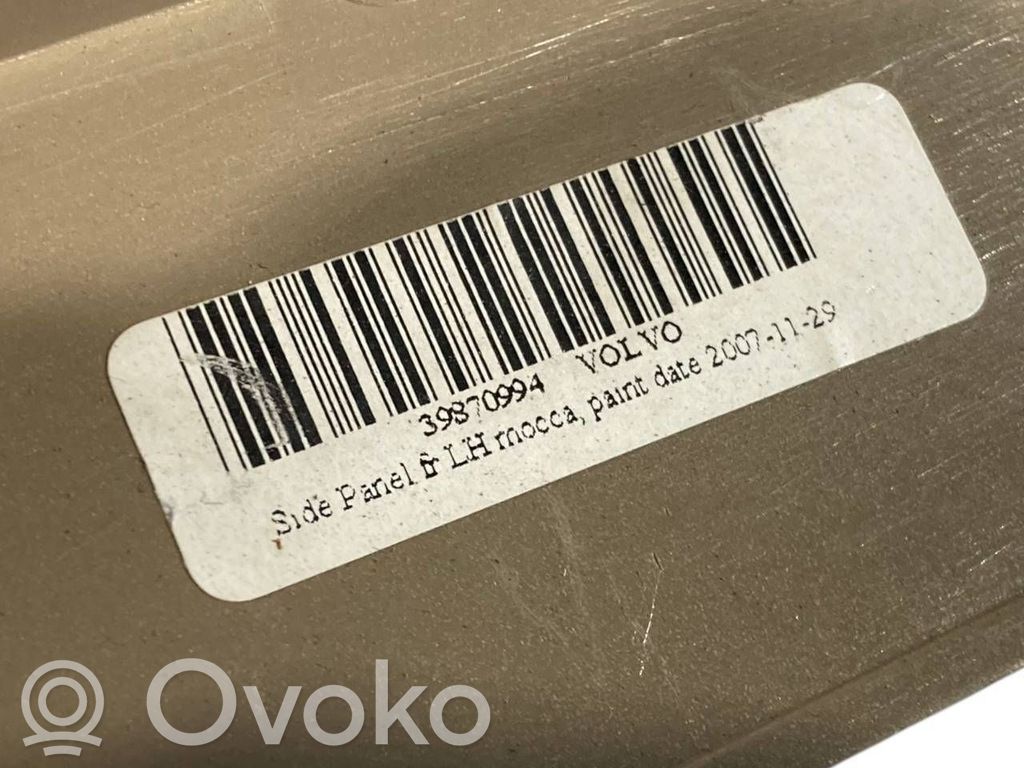 39870994 VOLVO
Side Panel fr LH mocca, paint date 2007-11-29
Ovoko